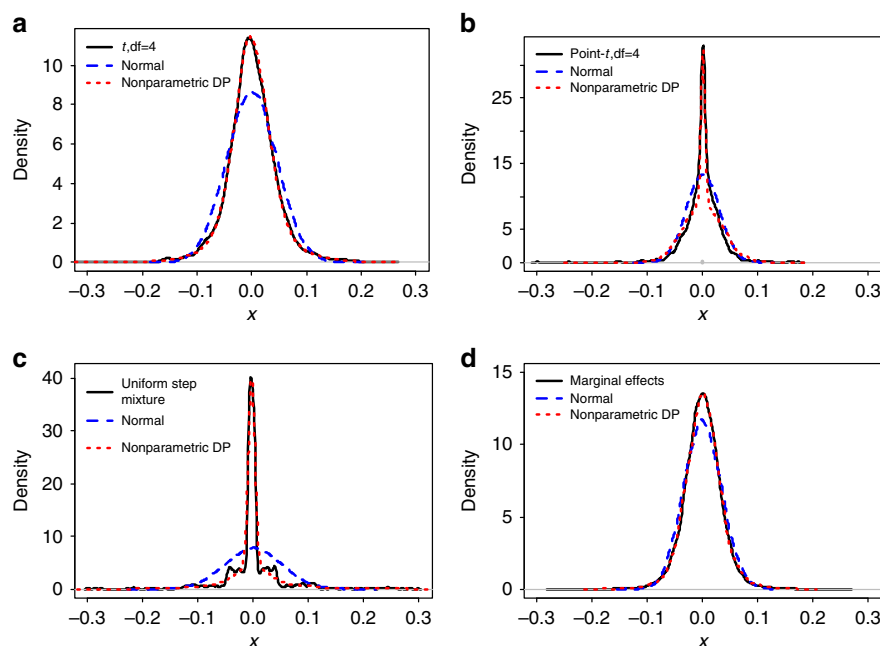 a
t,df=4
Normal
Nonparametric DP
Density
10
8
6
4
2
0
–0.3 –0.2 –0.1 0.0 0.1 0.2 0.3
x
b
Point-t,df=4
Normal
Nonparametric DP
Density
25
15
5
0
–0.3 –0.2 –0.1 0.0 0.1 0.2 0.3
x
c
Uniform step
mixture
Normal
Nonparametric DP
Density
40
30
20
10
0
–0.3 –0.2 –0.1 0.0 0.1 0.2 0.3
x
d
Marginal effects
Normal
Nonparametric DP
Density
15
10
5
0
–0.3 –0.2 –0.1 0.0 0.1 0.2 0.3
x